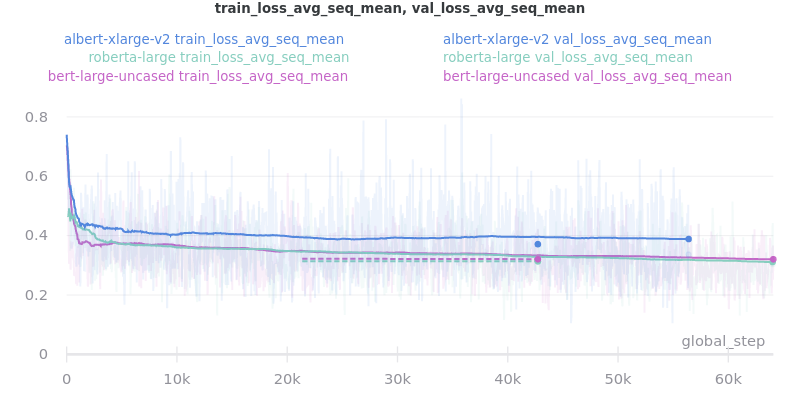 train_loss_avg_seq_mean, val_loss_avg_seq_mean
albert-xlarge-v2 train_loss_avg_seq_mean albert-xlarge-v2 val_loss_avg_seq_mean
roberta-large train_loss_avg_seq_mean roberta-large val_loss_avg_seq_mean
bert-large-uncased train_loss_avg_seq_mean bert-large-uncased val_loss_avg_seq_mean
0.8
0.6
0.4
0.2
global_step
0
0 10k 20k 30k 40k 50k 60k